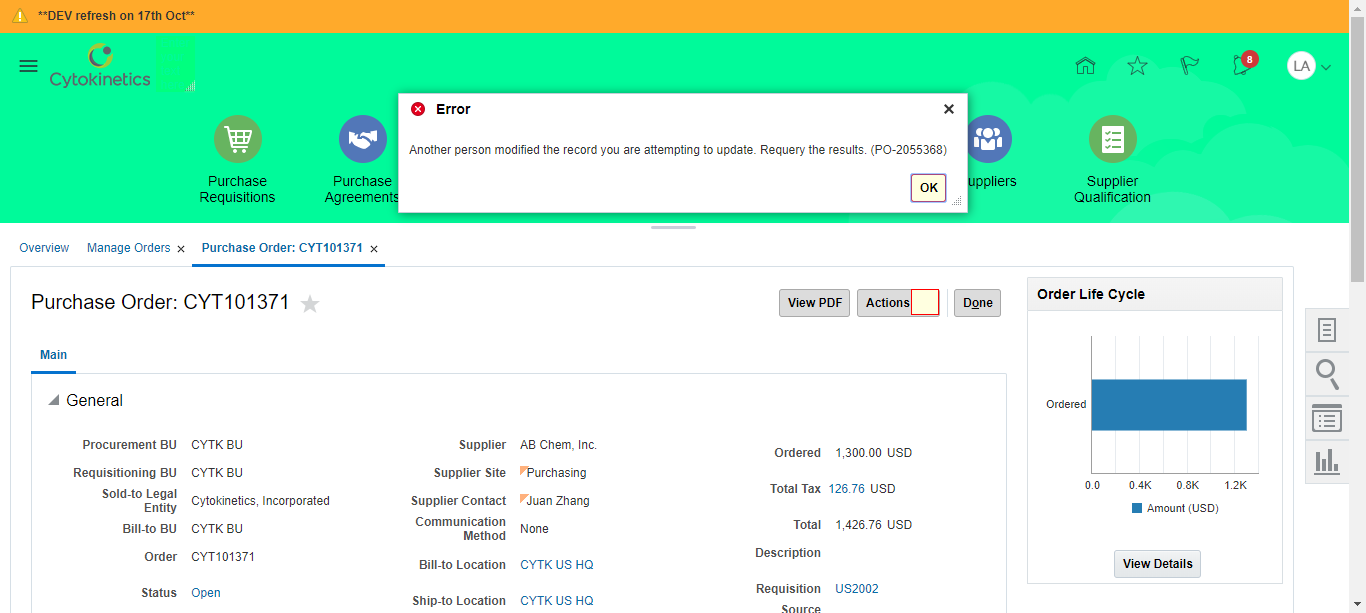 **DEV refresh on 17th Oct**
Cytokinetics
8
LA
Error
Another person modified the record you are attempting to update. Requery the results. (PO-2055368)
OK
Purchase
Requisitions
Purchase
Agreements
uppliers
Supplier
Qualification
Overview
Manage Orders
Purchase Order: CYT101371
Purchase Order: CYT101371
View PDF
Actions
Done
Main
General
Procurement BU CYTK BU
Requisitioning BU CYTK BU
Sold-to Legal
Entity Cytokinetics, Incorporated
Bill-to BU CYTK BU
Order CYT101371
Status Open
Supplier AB Chem, Inc.
Supplier Site Purchasing
Supplier Contact Juan Zhang
Communication
Method None
Bill-to Location CYTK US HQ
Ship-to Location CYTK US HQ
Ordered 1,300.00 USD
Total Tax 126.76 USD
Total 1,426.76 USD
Description
Requisition US2002
Source
Order Life Cycle
Ordered
0.0 0.4K 0.8K 1.2K
Amount (USD)
View Details